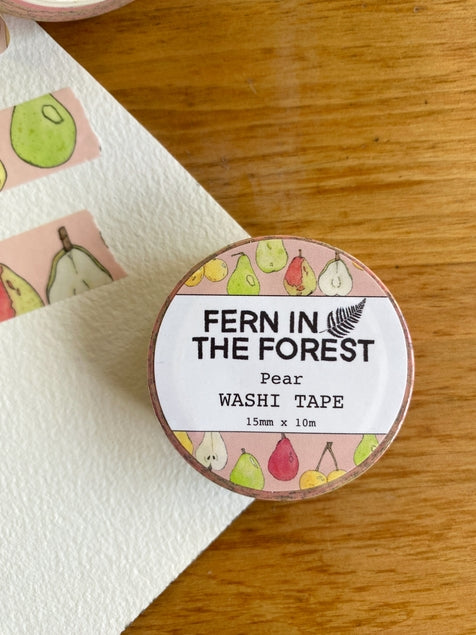 FERN IN
THE FOREST
Pear
WASHI TAPE
15mm x 10m